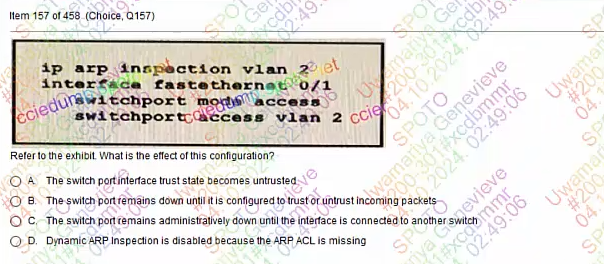 Item 157 of 458 (Choice, Q157)
ip arp inspection vlan 2
interface fastethernet 0/1
switchport mode access
switchport access vlan 2
Refer to the exhibit. What is the effect of this configuration?
A. The switch port interface trust state becomes untrusted
B. The switch port remains down until it is configured to trust or untrust incoming packets
C. The switch port remains administratively down until the interface is connected to another switch
D. Dynamic ARP Inspection is disabled because the ARP ACL is missing